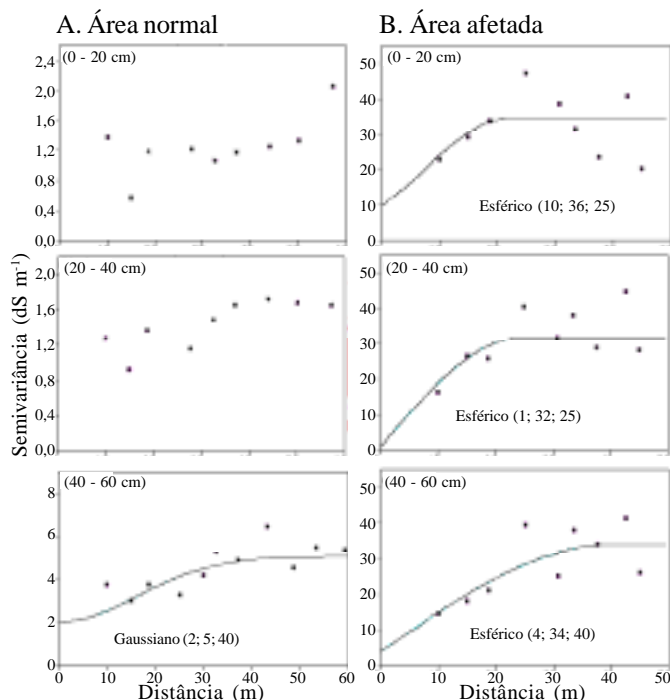 A. Área normal
B. Área afetada
Semivariância (dS m⁻¹)
(0 - 20 cm)
2,4
2,0
1,6
1,2
0,8
0,4
0,0
(0 - 20 cm)
50
40
30
20
10
0
Esférico (10; 36; 25)
(20 - 40 cm)
2,0
1,6
1,2
0,8
0,4
0,0
(20 - 40 cm)
50
40
30
20
10
0
Esférico (1; 32; 25)
(40 - 60 cm)
8
6
4
2
0
Gaussiano (2; 5; 40)
0 10 20 30 40 50 60
Distância (m)
(40 - 60 cm)
50
40
30
20
10
0
Esférico (4; 34; 40)
0 10 20 30 40 50
Distância (m)